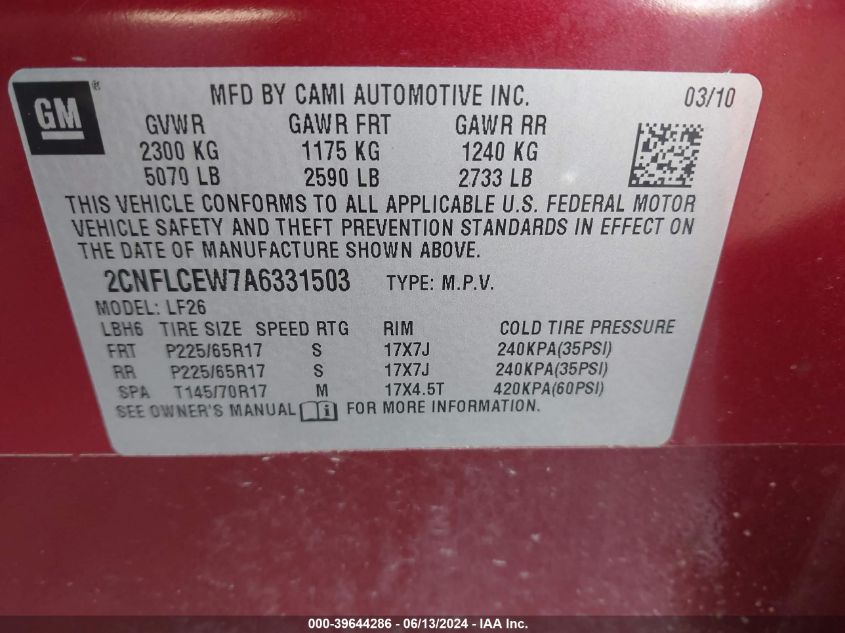 GM ®
MFD BY CAMI AUTOMOTIVE INC. 03/10
GVWR GAWR FRT GAWR RR
2300 KG 1175 KG 1240 KG
5070 LB 2590 LB 2733 LB
THIS VEHICLE CONFORMS TO ALL APPLICABLE U.S. FEDERAL MOTOR
VEHICLE SAFETY AND THEFT PREVENTION STANDARDS IN EFFECT ON
THE DATE OF MANUFACTURE SHOWN ABOVE.
2CNFLCEW7A6331503 TYPE: M.P.V.
MODEL: LF26
LBH6 TIRE SIZE SPEED RTG RIM COLD TIRE PRESSURE
FRT P225/65R17 S 17X7J 240KPA(35PSI)
RR P225/65R17 S 17X7J 240KPA(35PSI)
SPA T145/70R17 M 17X4.5T 420KPA(60PSI)
SEE OWNER'S MANUAL i FOR MORE INFORMATION.
000-39644286 - 06/13/2024 - IAA Inc.